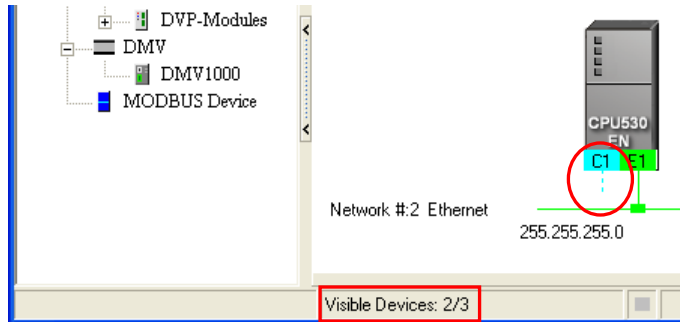 DVP-Modules
DMV
DMV1000
MODBUS Device
CPU530
EN
C1 E1
Network #:2 Ethernet
255.255.255.0
Visible Devices: 2/3